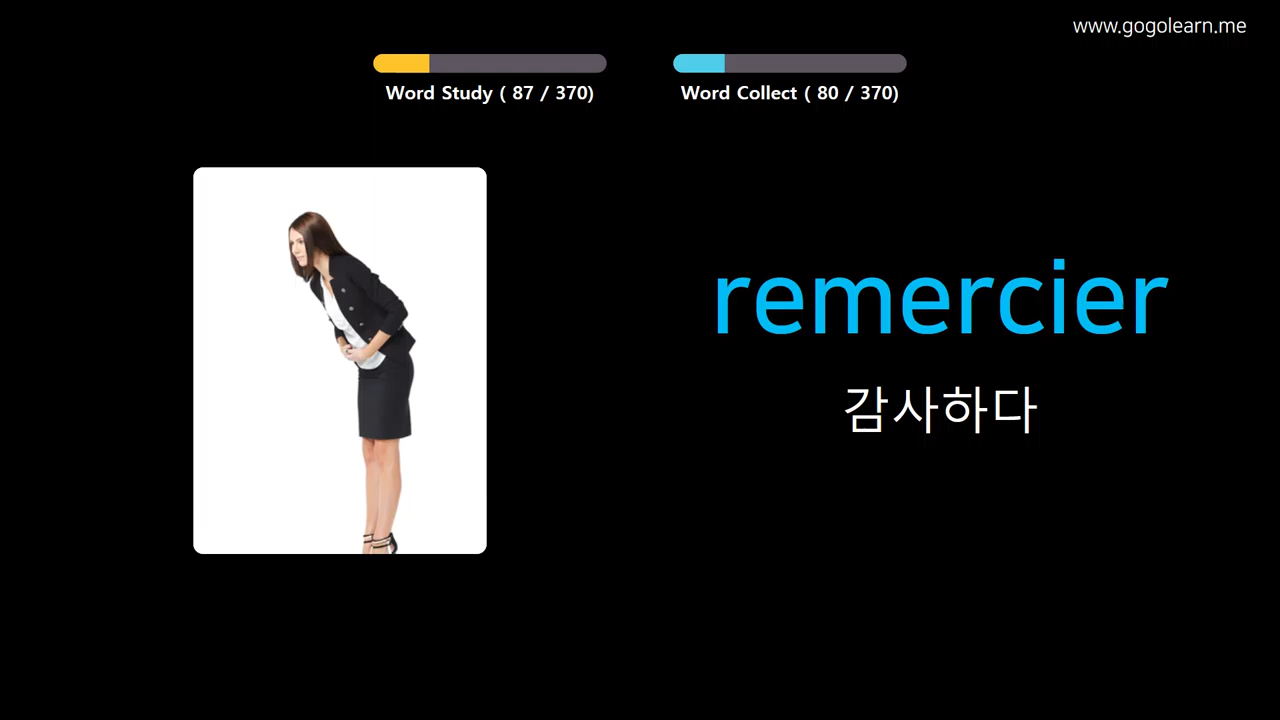 www.gogolearn.me
Word Study ( 87 / 370)
Word Collect ( 80 / 370)
remercier
감사하다